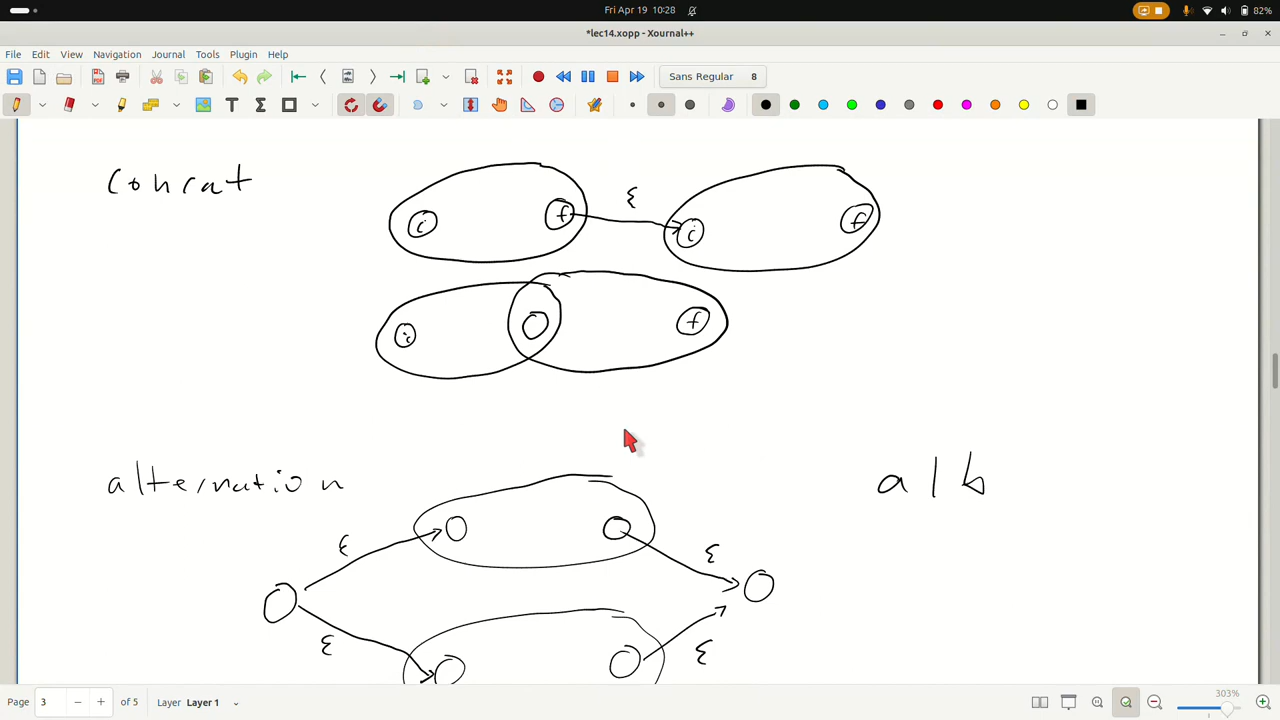 Fri Apr 19 10:28
82%
*lec14.xopp - Xournal++
File Edit View Navigation Journal Tools Plugin Help
Sans Regular 8
concat
i f ε i f
i f
alternation
a | b
ε ε
ε ε
Page 3 of 5 Layer Layer 1
303%